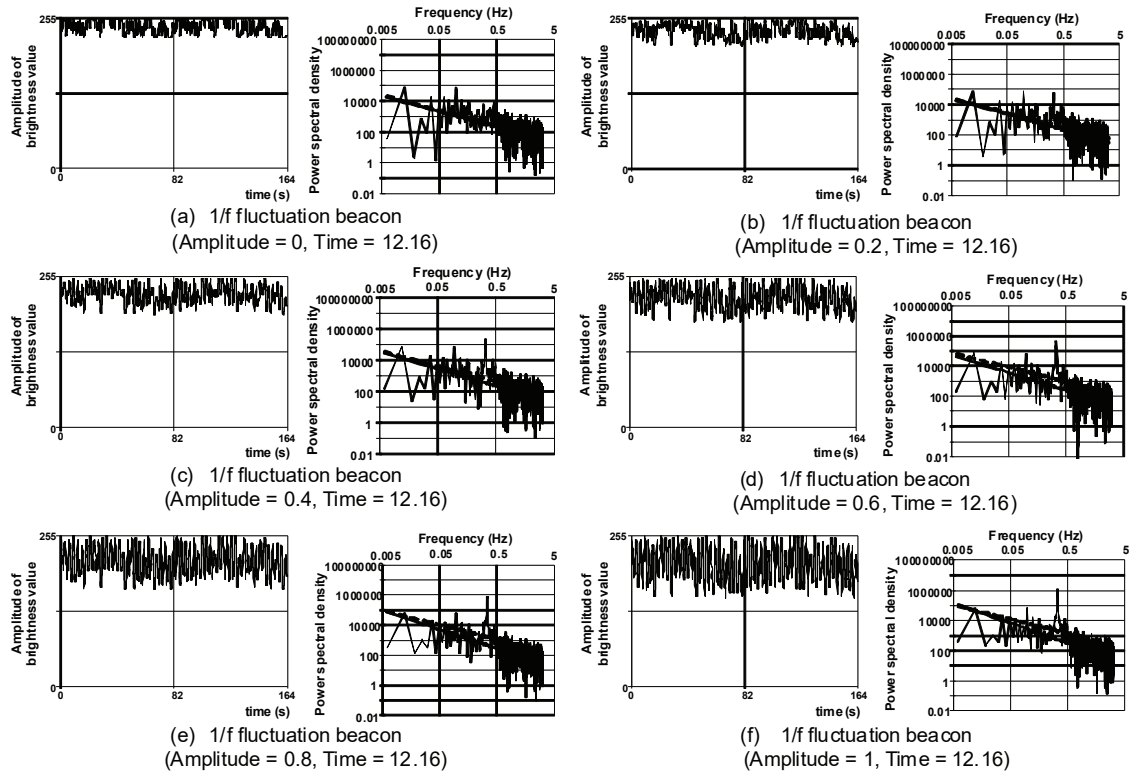 Amplitude of
brightness value
255
0
0
82
164
time (s)
Frequency (Hz)
0.005 0.05 0.5 5
Power spectral density
10000000
1000000
10000
100
1
0.01
(a) 1/f fluctuation beacon
(Amplitude = 0, Time = 12.16)
Amplitude of
brightness value
255
0
0
82
164
time (s)
Frequency (Hz)
0.005 0.05 0.5 5
Power spectral density
10000000
1000000
10000
100
1
0.01
(b) 1/f fluctuation beacon
(Amplitude = 0.2, Time = 12.16)
Amplitude of
brightness value
255
0
0
82
164
time (s)
Frequency (Hz)
0.005 0.05 0.5 5
Power spectral density
10000000
1000000
10000
100
1
0.01
(c) 1/f fluctuation beacon
(Amplitude = 0.4, Time = 12.16)
Amplitude of
brightness value
255
0
0
82
164
time (s)
Frequency (Hz)
0.005 0.05 0.5 5
Power spectral density
10000000
1000000
10000
100
1
0.01
(d) 1/f fluctuation beacon
(Amplitude = 0.6, Time = 12.16)
Amplitude of
brightness value
255
0
0
82
164
time (s)
Frequency (Hz)
0.005 0.05 0.5 5
Power spectral density
10000000
1000000
10000
100
1
0.01
(e) 1/f fluctuation beacon
(Amplitude = 0.8, Time = 12.16)
Amplitude of
brightness value
255
0
0
82
164
time (s)
Frequency (Hz)
0.005 0.05 0.5 5
Power spectral density
10000000
1000000
10000
100
1
0.01
(f) 1/f fluctuation beacon
(Amplitude = 1, Time = 12.16)